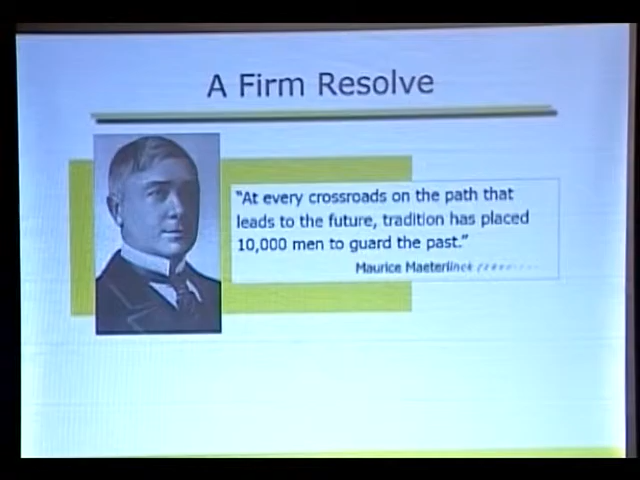 A Firm Resolve
"At every crossroads on the path that
leads to the future, tradition has placed
10,000 men to guard the past."
Maurice Maeterlinck